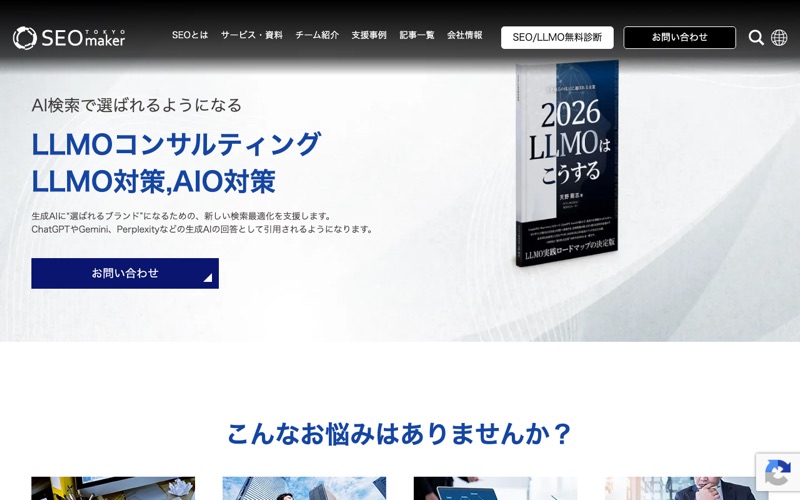 SEO TOKYO
maker
SEOとは サービス・資料 チーム紹介 支援事例 記事一覧 会社情報
SEO/LLMO無料診断
お問い合わせ
AI検索で選ばれるようになる
LLMOコンサルティング
LLMO対策,AIO対策
生成AIに"選ばれるブランド"になるための、新しい検索最適化を支援します。
ChatGPTやGemini、Perplexityなどの生成AIの回答として引用されるようになります。
お問い合わせ
2026
LLMOは
こうする
LLMO実践ロードマップの決定版
こんなお悩みはありませんか？